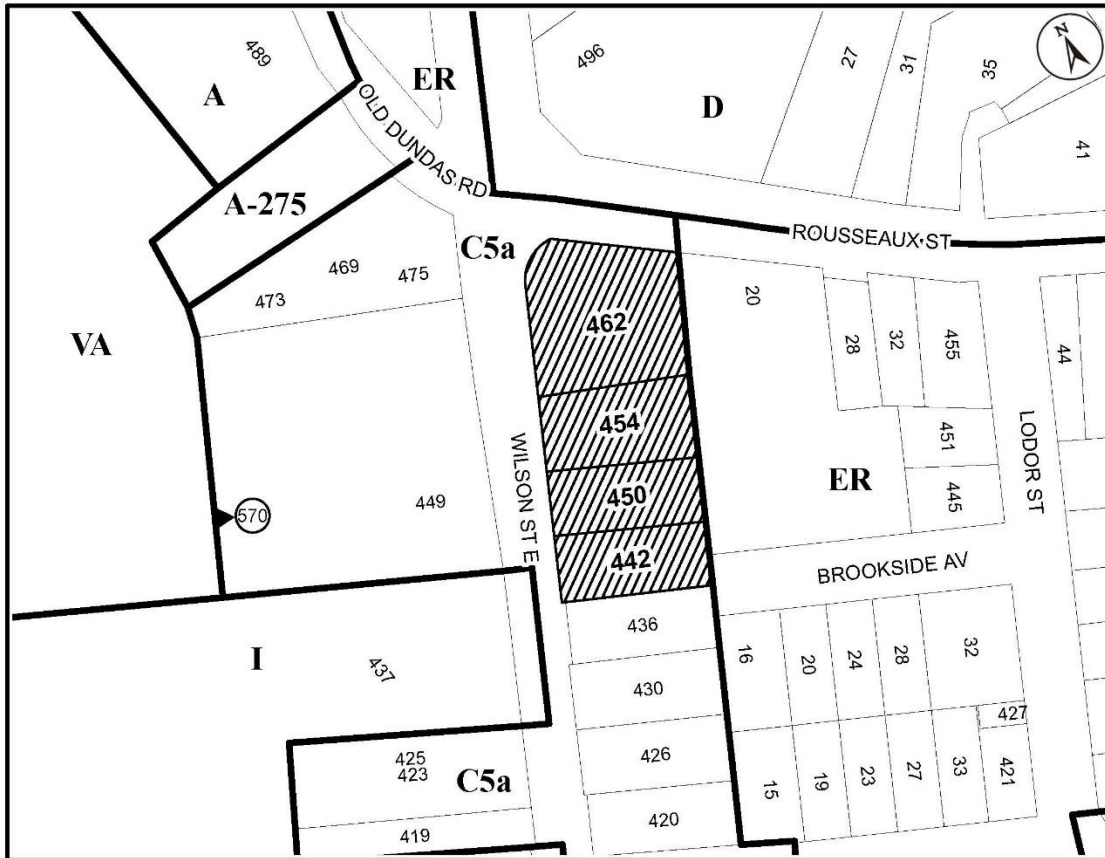 489
A
ER
496
27
31
35
N
D
41
OLD DUNDAS RD
A-275
C5a
ROUSSEAUX ST
469
475
473
VA
462
20
28
32
455
44
454
WILSON ST E
450
451
LODOR ST
ER
445
449
570
442
BROOKSIDE AV
436
I
437
16
20
24
28
32
430
427
425
423
C5a
426
15
19
23
27
33
421
419
420